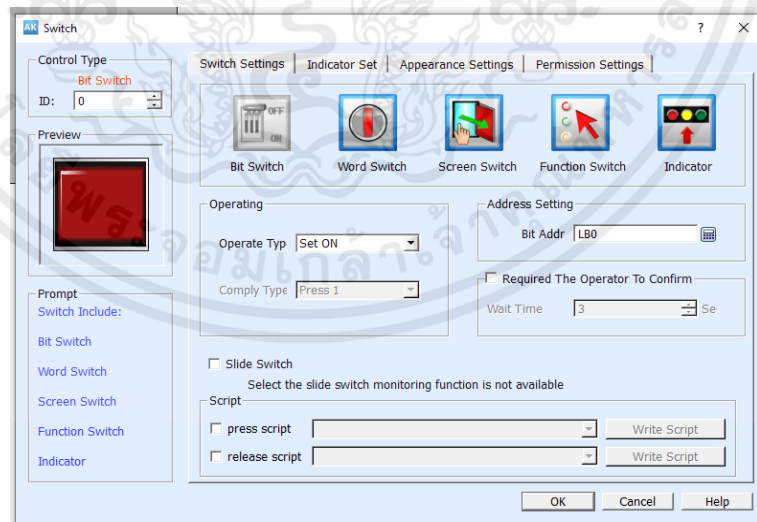 AK Switch ? ×
Control Type
Bit Switch
ID: 0
Preview
Prompt
Switch Include:
Bit Switch
Word Switch
Screen Switch
Function Switch
Indicator
Switch Settings Indicator Set Appearance Settings Permission Settings
OFF
ON
Bit Switch Word Switch Screen Switch Function Switch Indicator
Operating
Operate Typ Set ON
Comply Type Press 1
Address Setting
Bit Addr LB0
Required The Operator To Confirm
Wait Time 3 Se
Slide Switch
Select the slide switch monitoring function is not available
Script
press script Write Script
release script Write Script
OK Cancel Help